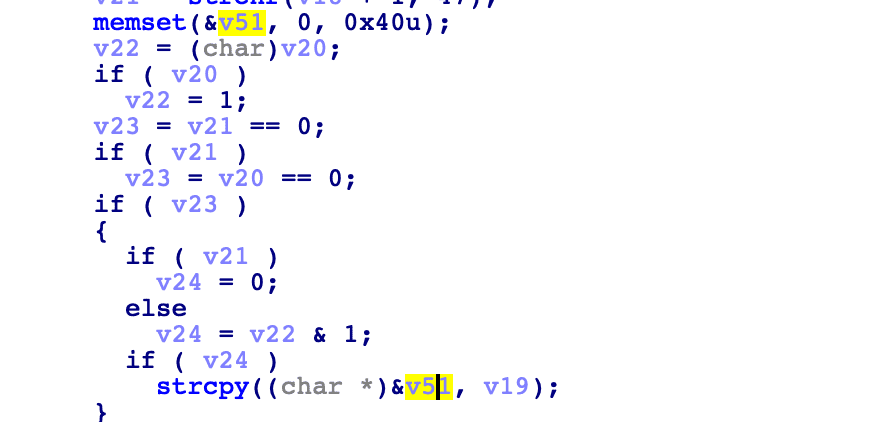 memset(&v51, 0, 0x40u);
v22 = (char)v20;
if ( v20 )
v22 = 1;
v23 = v21 == 0;
if ( v21 )
v23 = v20 == 0;
if ( v23 )
{
if ( v21 )
v24 = 0;
else
v24 = v22 & 1;
if ( v24 )
strcpy((char *)&v51, v19);
}